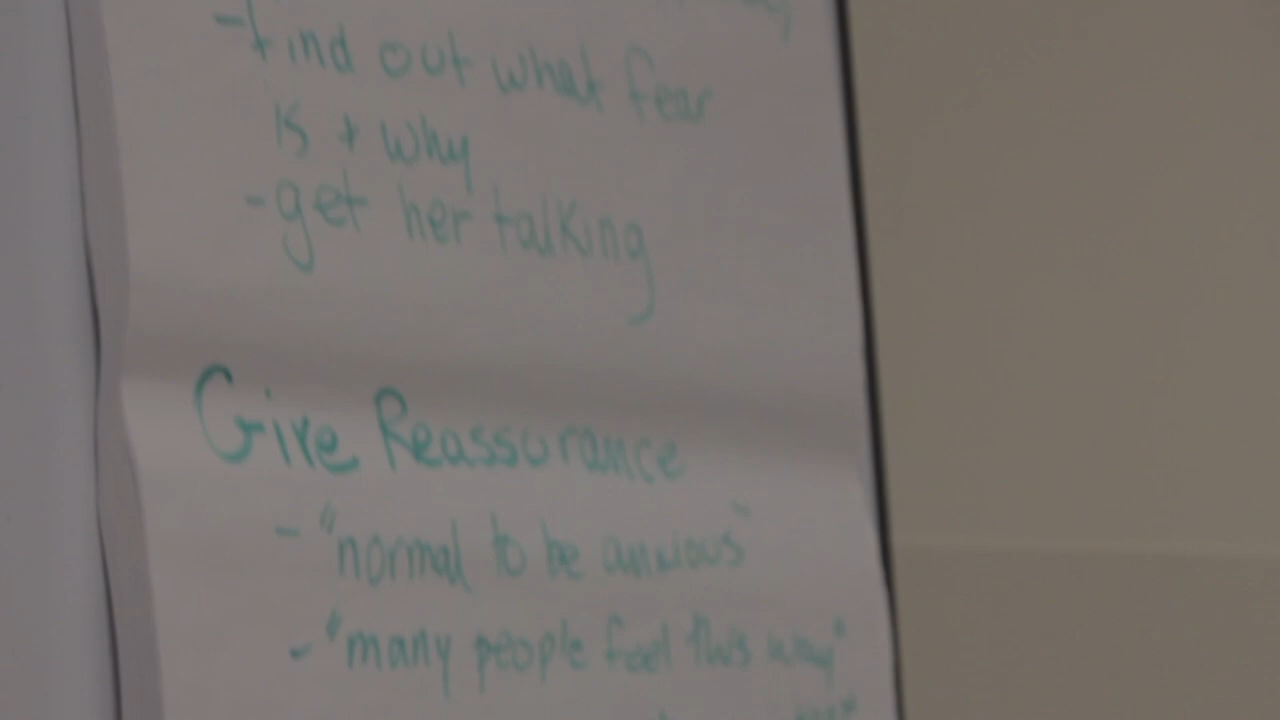 -find out what fear
is + why
-get her talking
Give Reassurance
- "normal to be anxious"
- "many people feel this way"